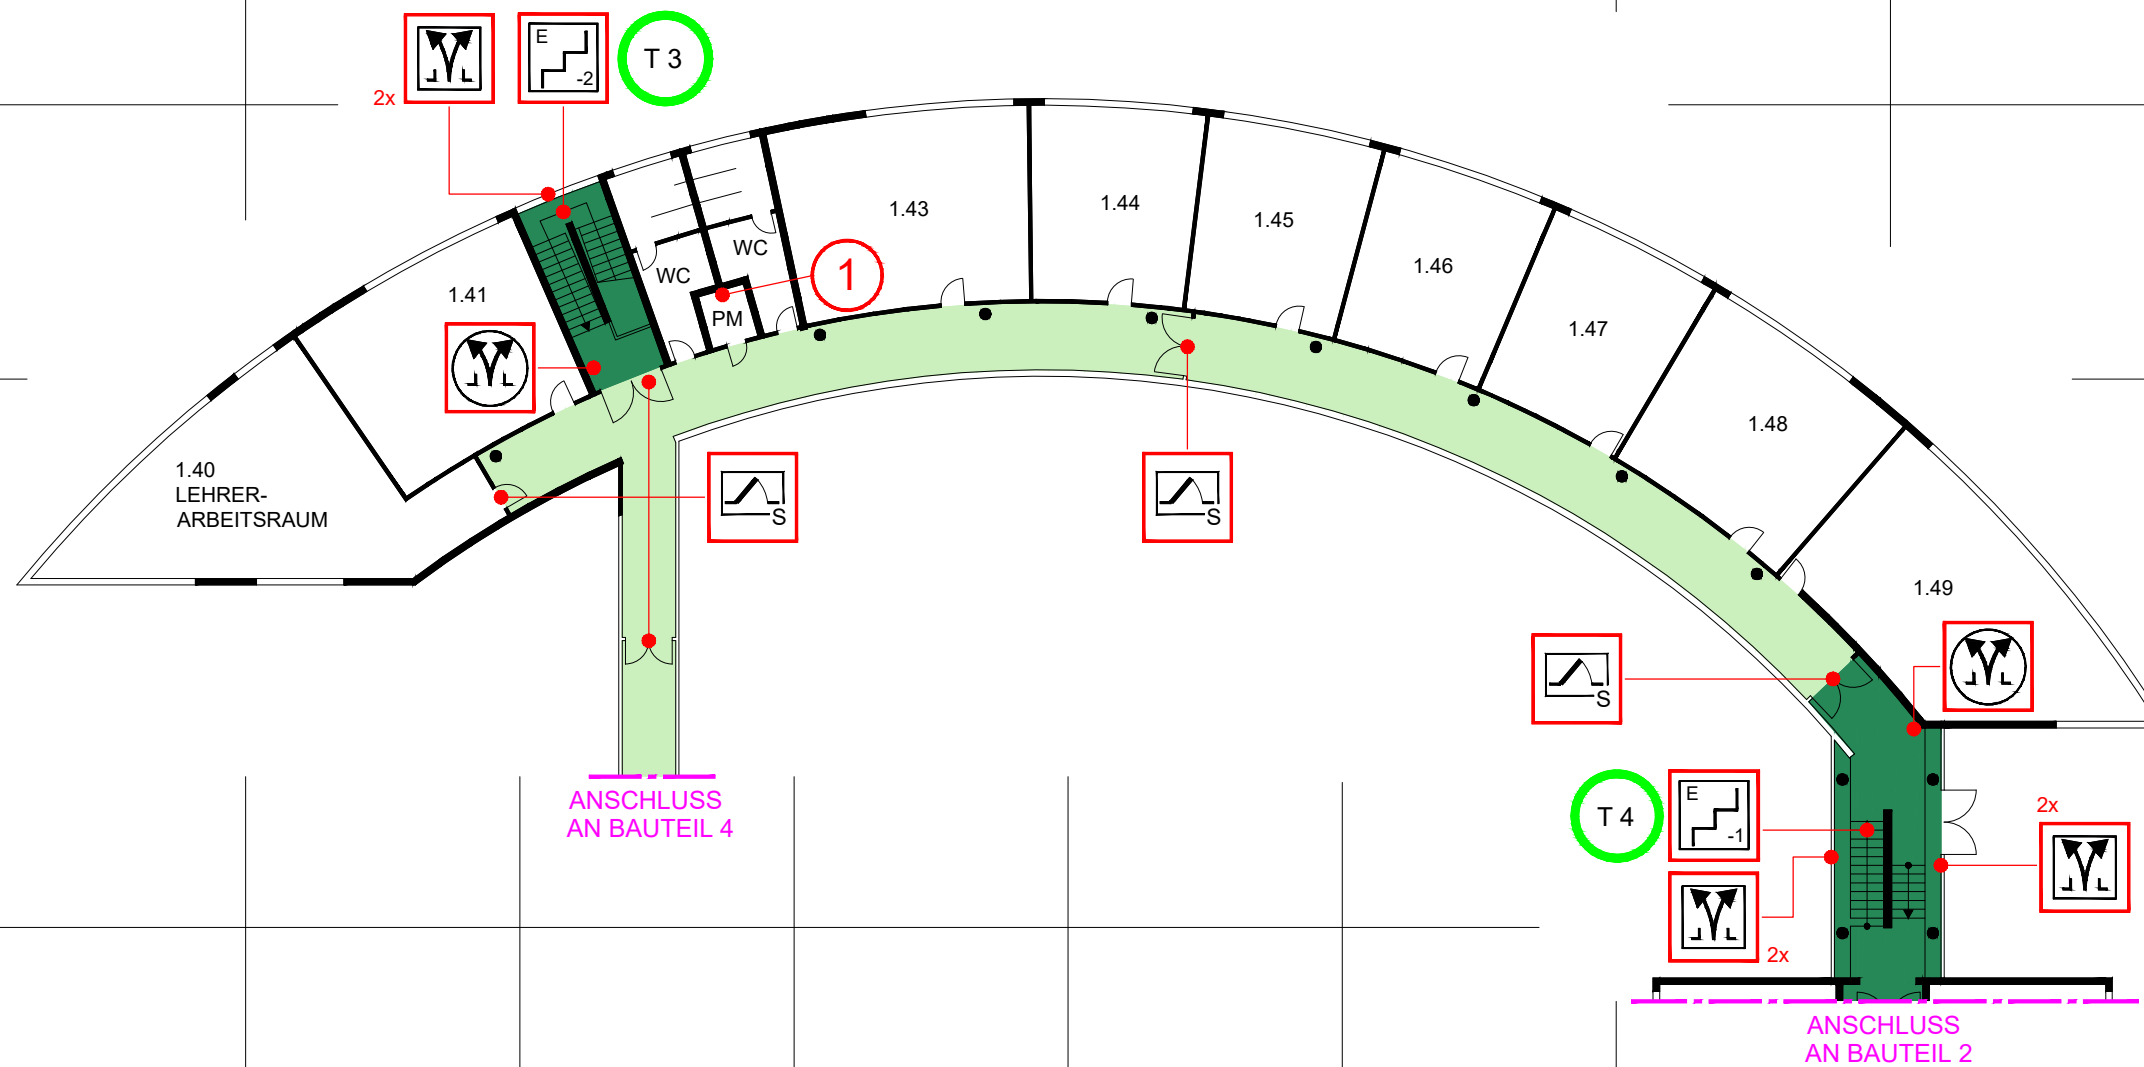 2x
E
-2
T 3
1.43
1.44
1.45
1.46
1.47
1.48
1.49
1.41
WC
WC
1
PM
1.40
LEHRER-
ARBEITSRAUM
S
S
S
ANSCHLUSS
AN BAUTEIL 4
T 4
E
-1
2x
2x
ANSCHLUSS
AN BAUTEIL 2